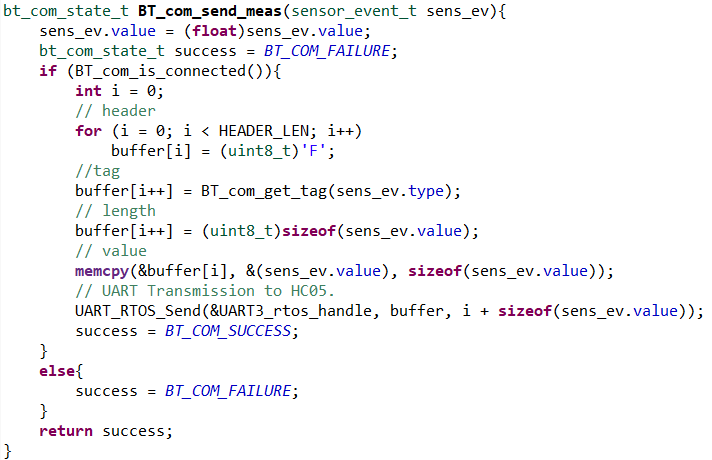 bt_com_state_t BT_com_send_meas(sensor_event_t sens_ev){
    sens_ev.value = (float)sens_ev.value;
    bt_com_state_t success = BT_COM_FAILURE;
    if (BT_com_is_connected()){
        int i = 0;
        // header
        for (i = 0; i < HEADER_LEN; i++)
            buffer[i] = (uint8_t)'F';
        //tag
        buffer[i++] = BT_com_get_tag(sens_ev.type);
        // length
        buffer[i++] = (uint8_t)sizeof(sens_ev.value);
        // value
        memcpy(&buffer[i], &(sens_ev.value), sizeof(sens_ev.value));
        // UART Transmission to HC05.
        UART_RTOS_Send(&UART3_rtos_handle, buffer, i + sizeof(sens_ev.value));
        success = BT_COM_SUCCESS;
    }
    else{
        success = BT_COM_FAILURE;
    }
    return success;
}